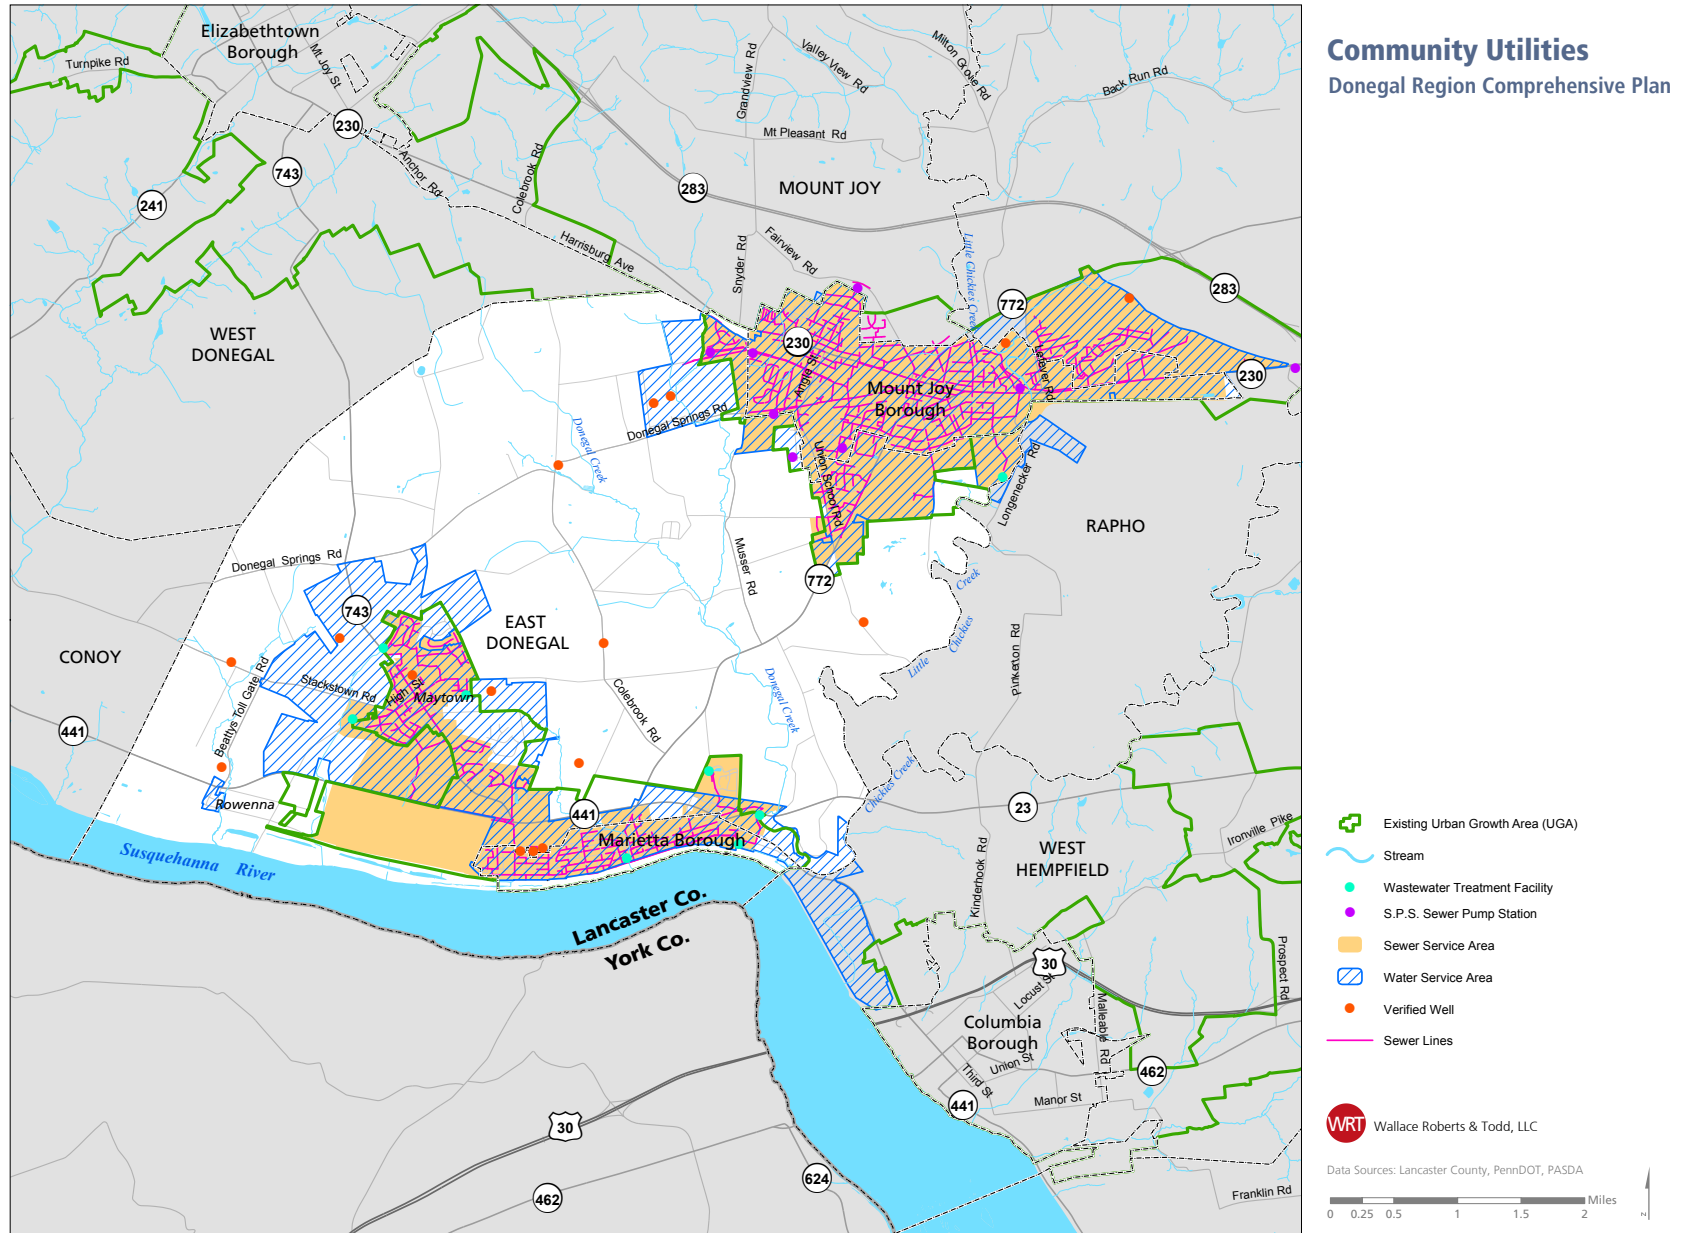 Community Utilities
Donegal Region Comprehensive Plan
Elizabethtown
Borough
Turnpike Rd
Mt Joy St
230
743
241
Anchor Rd
Colebrook Rd
Harrisburg Ave
283
Grandview Rd
Valley View Rd
Milton Grove Rd
Back Run Rd
Mt Pleasant Rd
MOUNT JOY
Snyder Rd
Fairview Rd
Little Chickies Creek
772
283
230
230
WEST
DONEGAL
Angle St
Mount Joy
Borough
Donegal Springs Rd
Donegal Creek
Union School Rd
Longenecker Rd
RAPHO
Musser Rd
772
Donegal Springs Rd
743
EAST
DONEGAL
CONOY
Little
Chickies
Creek
Pinkerton Rd
Stackstown Rd
High St
Maytown
Beattys Toll Gate Rd
Colebrook Rd
Donegal Creek
441
Rowenna
441
Chickies Creek
23
Marietta Borough
Susquehanna River
Lancaster Co.
York Co.
WEST
HEMPFIELD
Ironville Pike
Kinderhook Rd
Prospect Rd
30
Locust St
Malleable Rd
Columbia
Borough
Union St
Third St
462
Manor St
441
30
462
624
Franklin Rd
Existing Urban Growth Area (UGA)
Stream
Wastewater Treatment Facility
S.P.S. Sewer Pump Station
Sewer Service Area
Water Service Area
Verified Well
Sewer Lines
WRT
Wallace Roberts & Todd, LLC
Data Sources: Lancaster County, PennDOT, PASDA
Miles
0 0.25 0.5 1 1.5 2
N